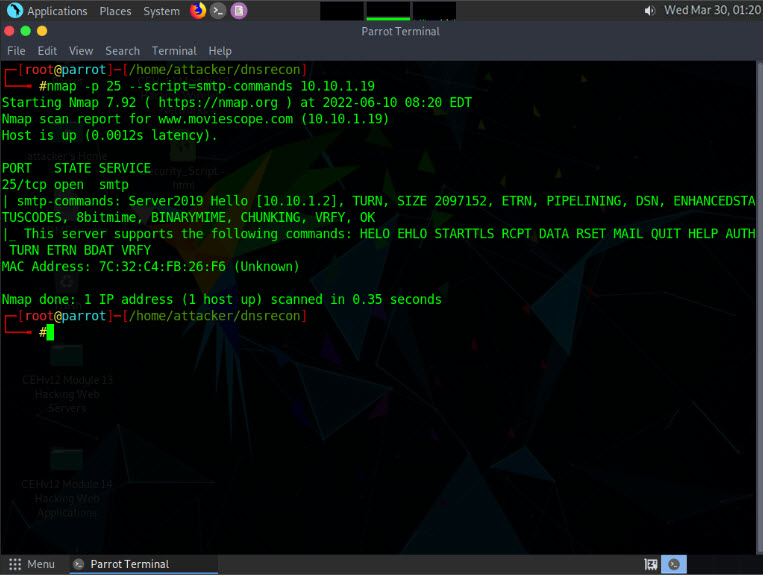 Applications Places System Wed Mar 30, 01:20
Parrot Terminal
File Edit View Search Terminal Help
[root@parrot]─[/home/attacker/dnsrecon]
#nmap -p 25 --script=smtp-commands 10.10.1.19
Starting Nmap 7.92 ( https://nmap.org ) at 2022-06-10 08:20 EDT
Nmap scan report for www.moviescope.com (10.10.1.19)
Host is up (0.0012s latency).
attacker's Home
PORT   STATE SERVICE
25/tcp open  smtp
| smtp-commands: Server2019 Hello [10.10.1.2], TURN, SIZE 2097152, ETRN, PIPELINING, DSN, ENHANCEDSTA
TUSCODES, 8bitmime, BINARYMIME, CHUNKING, VRFY, OK
|_ This server supports the following commands: HELO EHLO STARTTLS RCPT DATA RSET MAIL QUIT HELP AUTH
 TURN ETRN BDAT VRFY
MAC Address: 7C:32:C4:FB:26:F6 (Unknown)
Nmap done: 1 IP address (1 host up) scanned in 0.35 seconds
[root@parrot]─[/home/attacker/dnsrecon]
#
CEHv12 Module 13
Hacking Web
Servers
CEHv12 Module 14
Hacking Web
Applications
Menu Parrot Terminal